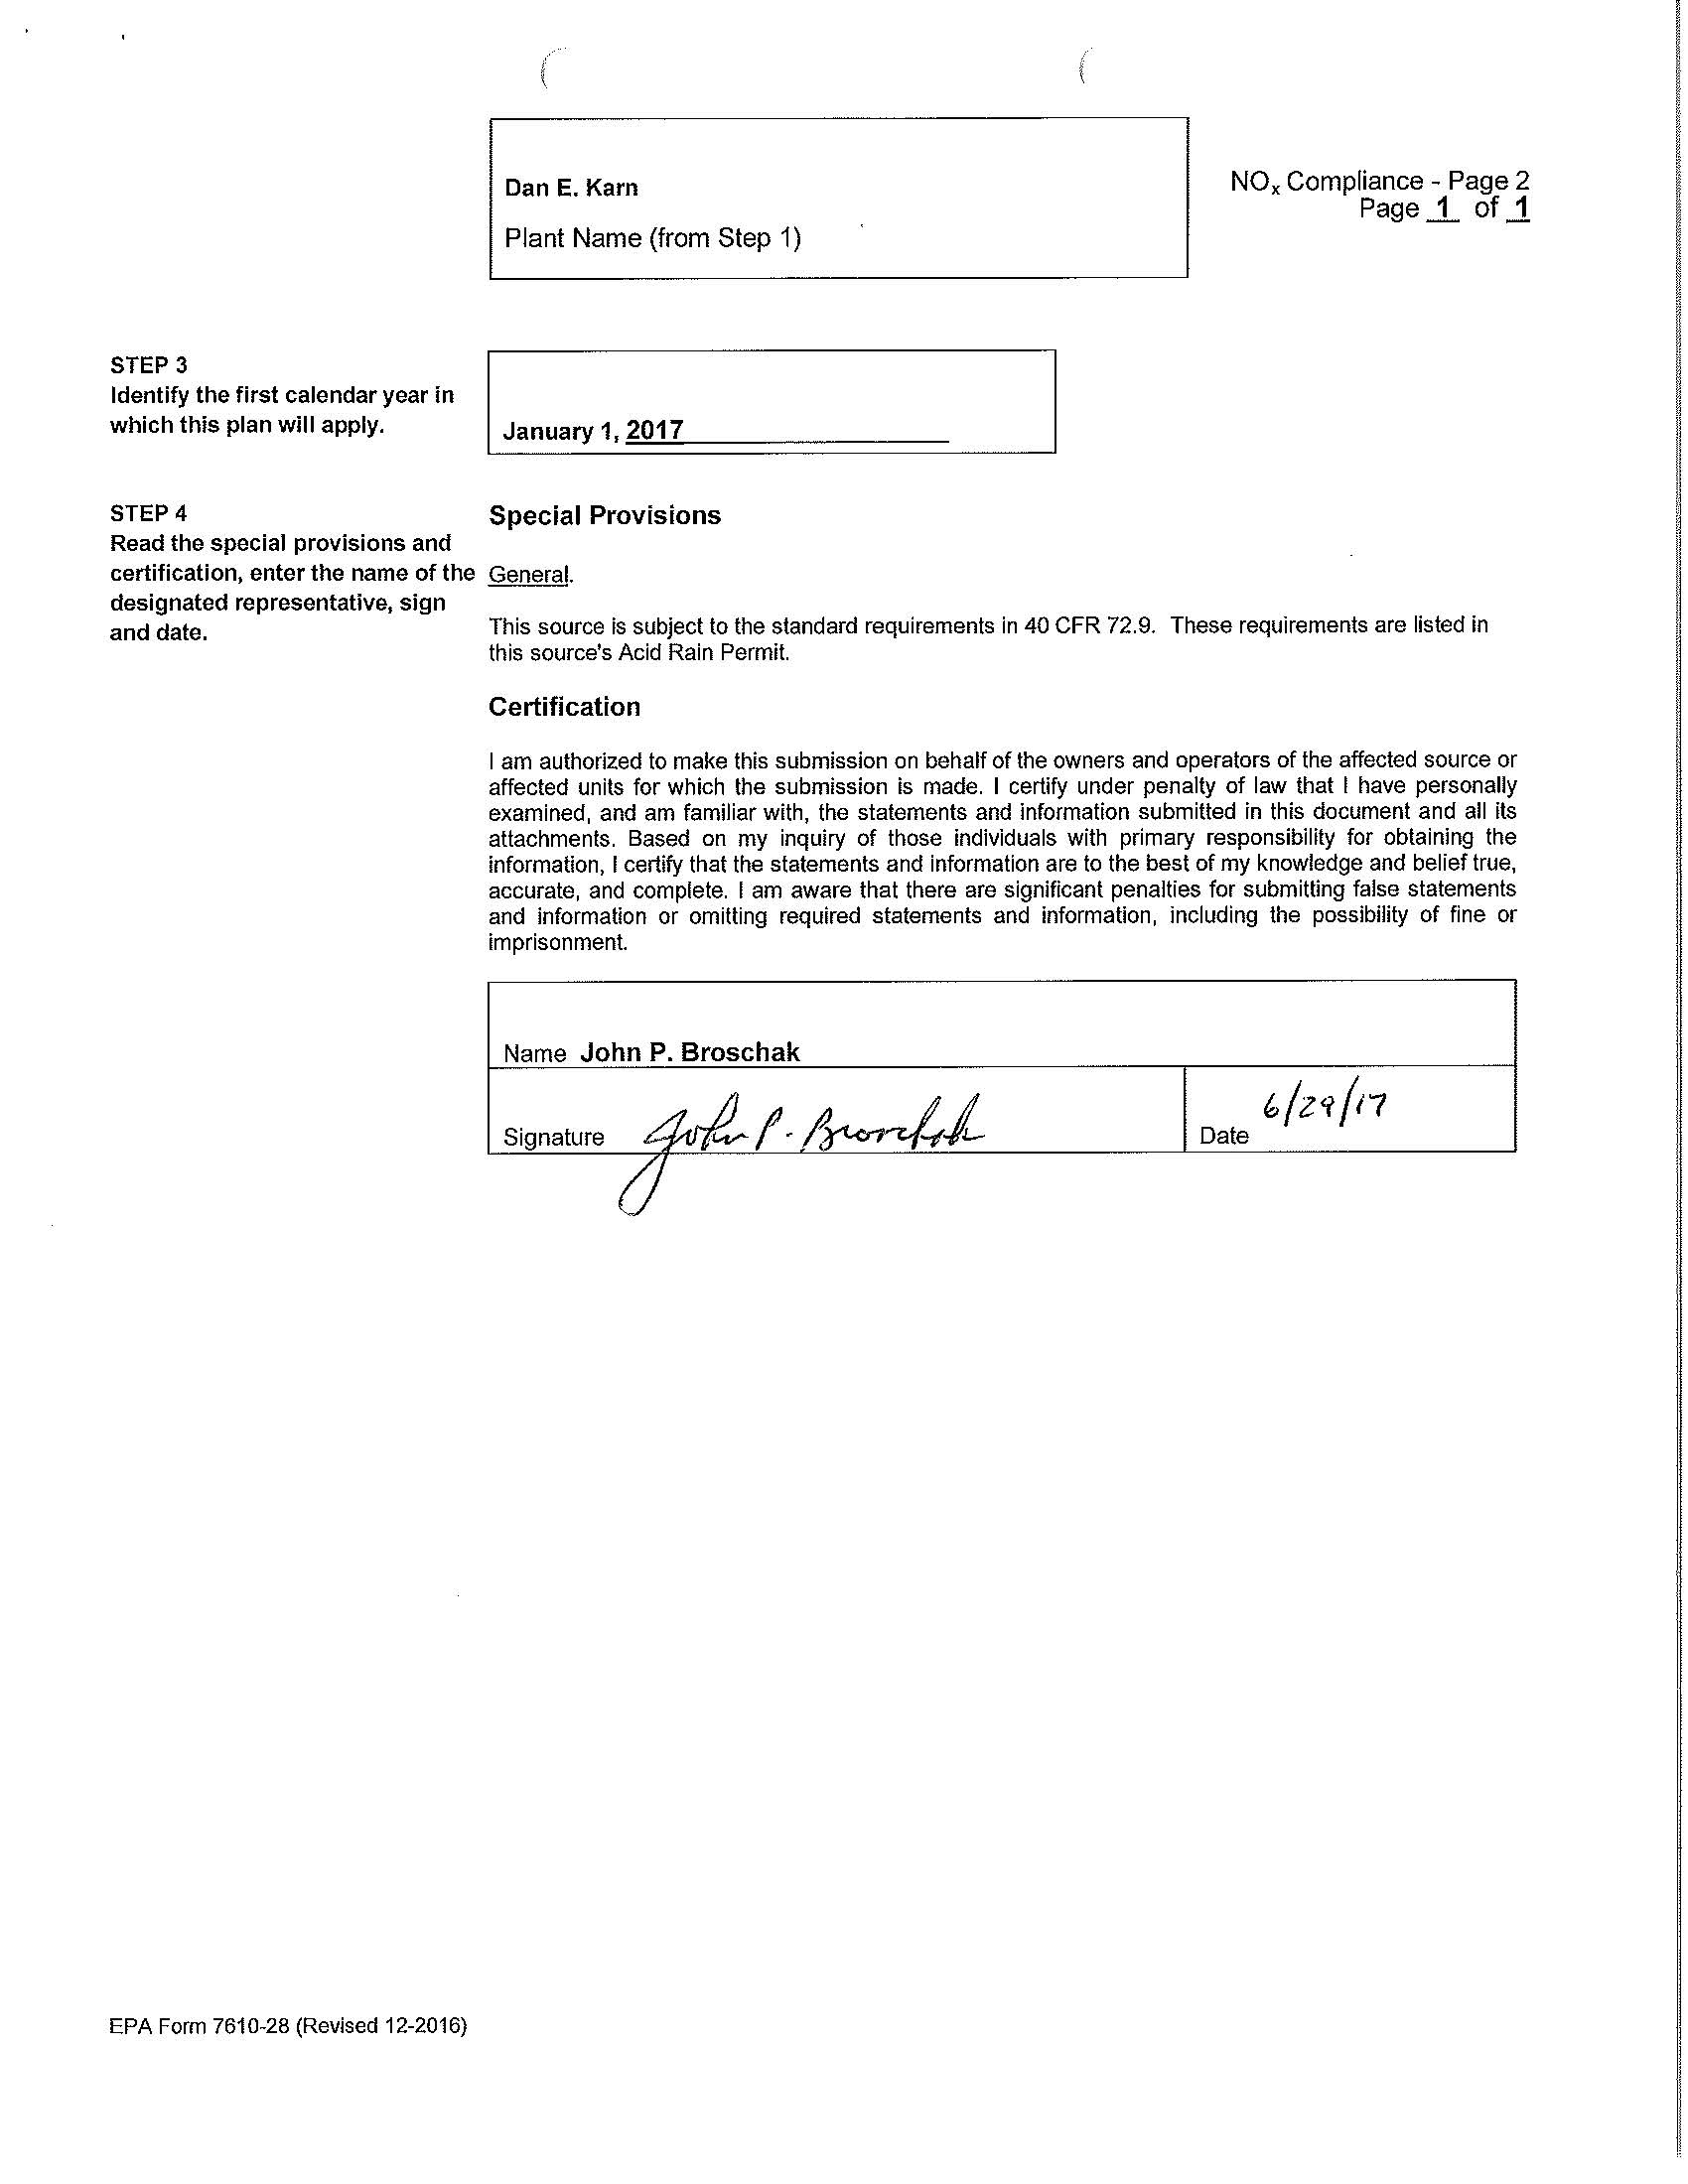 Dan E. Karn
Plant Name (from Step 1)
NOx Compliance - Page 2
Page 1 of 1
STEP 3
Identify the first calendar year in
which this plan will apply.
January 1, 2017
STEP 4
Read the special provisions and
certification, enter the name of the
designated representative, sign
and date.
Special Provisions
General.
This source is subject to the standard requirements in 40 CFR 72.9. These requirements are listed in
this source's Acid Rain Permit.
Certification
I am authorized to make this submission on behalf of the owners and operators of the affected source or
affected units for which the submission is made. I certify under penalty of law that I have personally
examined, and am familiar with, the statements and information submitted in this document and all its
attachments. Based on my inquiry of those individuals with primary responsibility for obtaining the
information, I certify that the statements and information are to the best of my knowledge and belief true,
accurate, and complete. I am aware that there are significant penalties for submitting false statements
and information or omitting required statements and information, including the possibility of fine or
imprisonment.
Name John P. Broschak
Signature John P. Broschak
Date 6/29/17
EPA Form 7610-28 (Revised 12-2016)